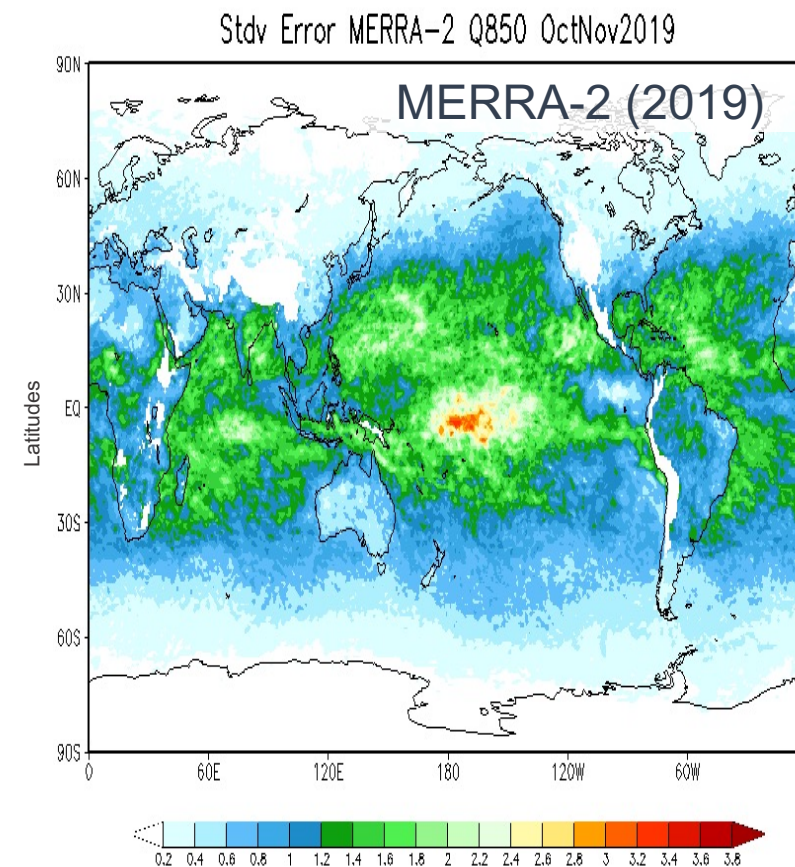 Stdv Error MERRA-2 Q850 OctNov2019
MERRA-2 (2019)
90N
60N
30N
EQ
30S
60S
90S
Latitudes
0 60E 120E 180 120W 60W
0.2 0.4 0.6 0.8 1 1.2 1.4 1.6 1.8 2 2.2 2.4 2.6 2.8 3 3.2 3.4 3.6 3.8